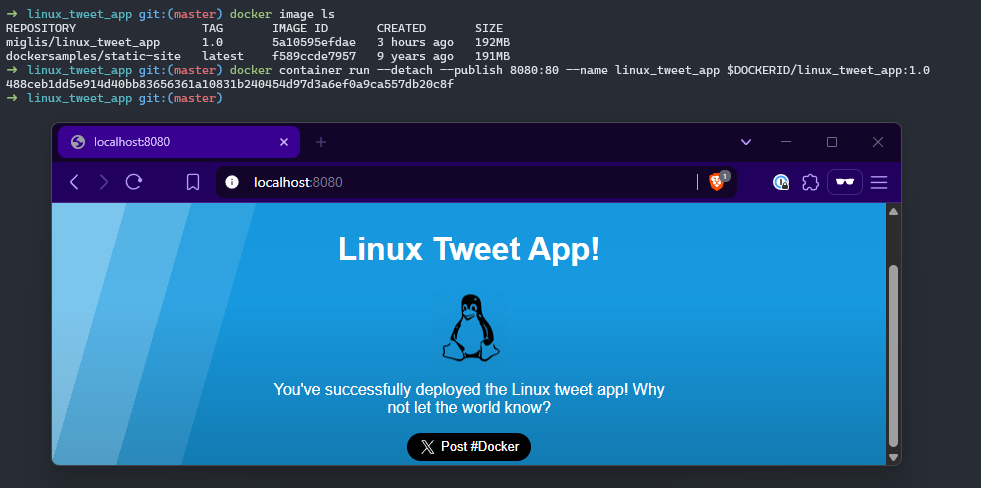 ➜ linux_tweet_app git:(master) docker image ls
REPOSITORY TAG IMAGE ID CREATED SIZE
miglis/linux_tweet_app 1.0 5a10595efdae 3 hours ago 192MB
dockersamples/static-site latest f589ccde7957 9 years ago 191MB
➜ linux_tweet_app git:(master) docker container run --detach --publish 8080:80 --name linux_tweet_app $DOCKERID/linux_tweet_app:1.0
488ceb1dd5e914d40bb83656361a10831b240454d97d3a6ef0a9ca557db20c8f
➜ linux_tweet_app git:(master)
localhost:8080
localhost:8080
1
Linux Tweet App!
You've successfully deployed the Linux tweet app! Why
not let the world know?
X Post #Docker